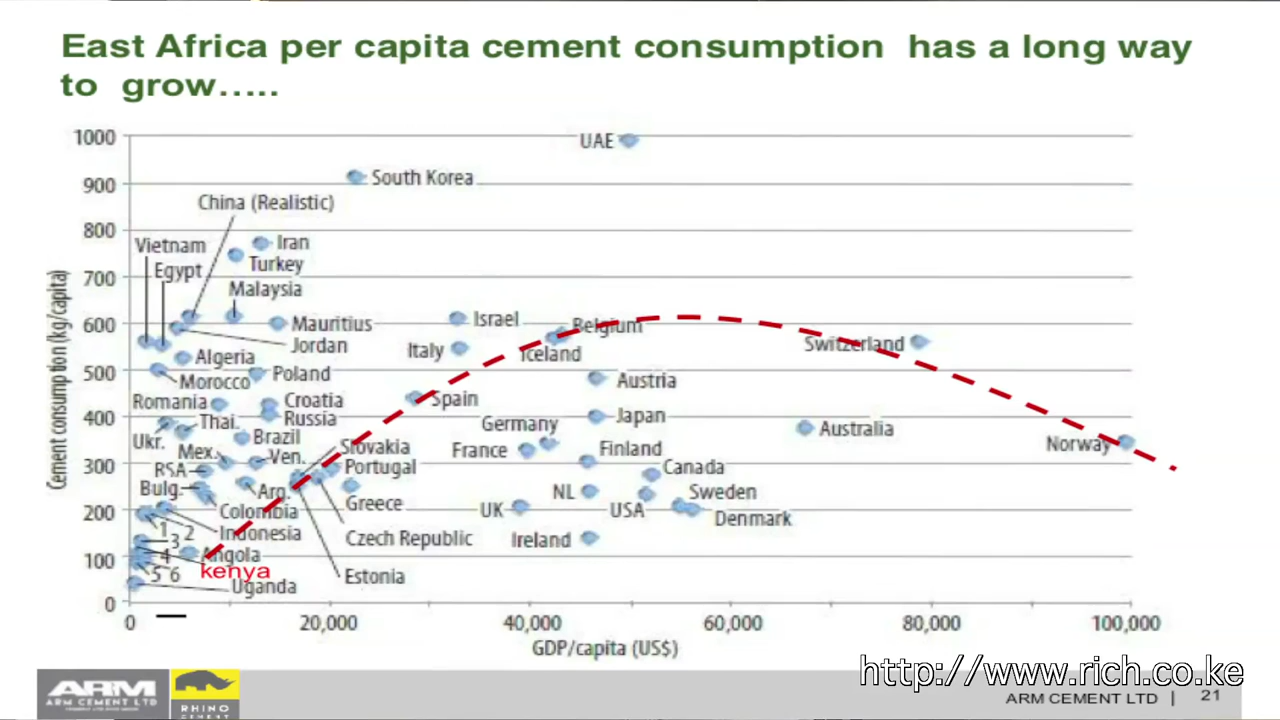 East Africa per capita cement consumption has a long way
to grow…..
1000
UAE
900
South Korea
China (Realistic)
800
Vietnam
Iran
Egypt
Turkey
700
Malaysia
600
Mauritius
Israel
Belgium
Jordan
Italy
Iceland
Switzerland
Algeria
500
Morocco
Poland
Austria
Romania
Croatia
Spain
400
Thai.
Russia
Japan
Ukr.
Brazil
Germany
Australia
Norway
Mex.
Ven.
Slovakia
France
Finland
300
RSA
Portugal
Canada
Bulg.
Arg.
Greece
NL
Sweden
200
Colombia
UK
USA
Denmark
1 2
Indonesia
Czech Republic
Ireland
3
100
4
Angola
5 6
kenya
Estonia
Uganda
0
Cement consumption (kg/capita)
0 20,000 40,000 60,000 80,000 100,000
GDP/capita (US$)
http://www.rich.co.ke
ARM
ARM CEMENT LTD
RHINO
CEMENT
ARM CEMENT LTD | 21